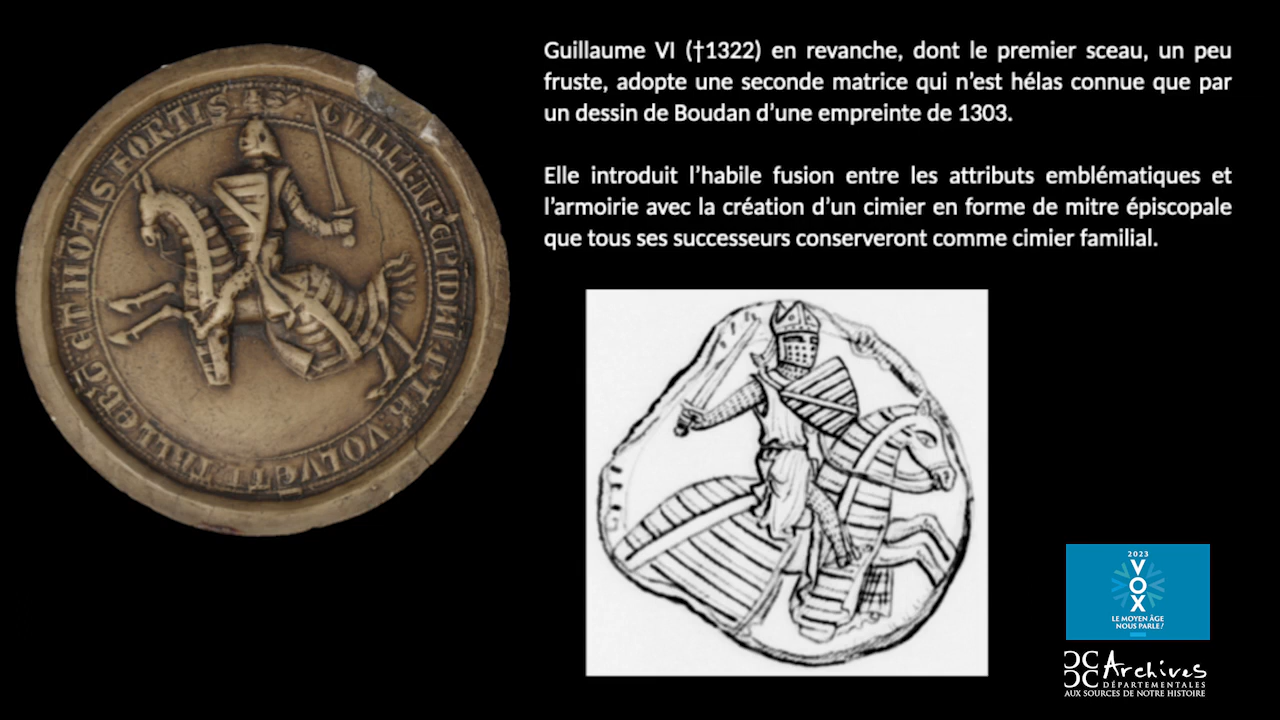 Guillaume VI (†1322) en revanche, dont le premier sceau, un peu
fruste, adopte une seconde matrice qui n’est hélas connue que par
un dessin de Boudan d’une empreinte de 1303.
Elle introduit l’habile fusion entre les attributs emblématiques et
l’armoirie avec la création d’un cimier en forme de mitre épiscopale
que tous ses successeurs conserveront comme cimier familial.
2023
VOX
LE MOYEN ÂGE
NOUS PARLE !
Archives
DÉPARTEMENTALES
AUX SOURCES DE NOTRE HISTOIRE